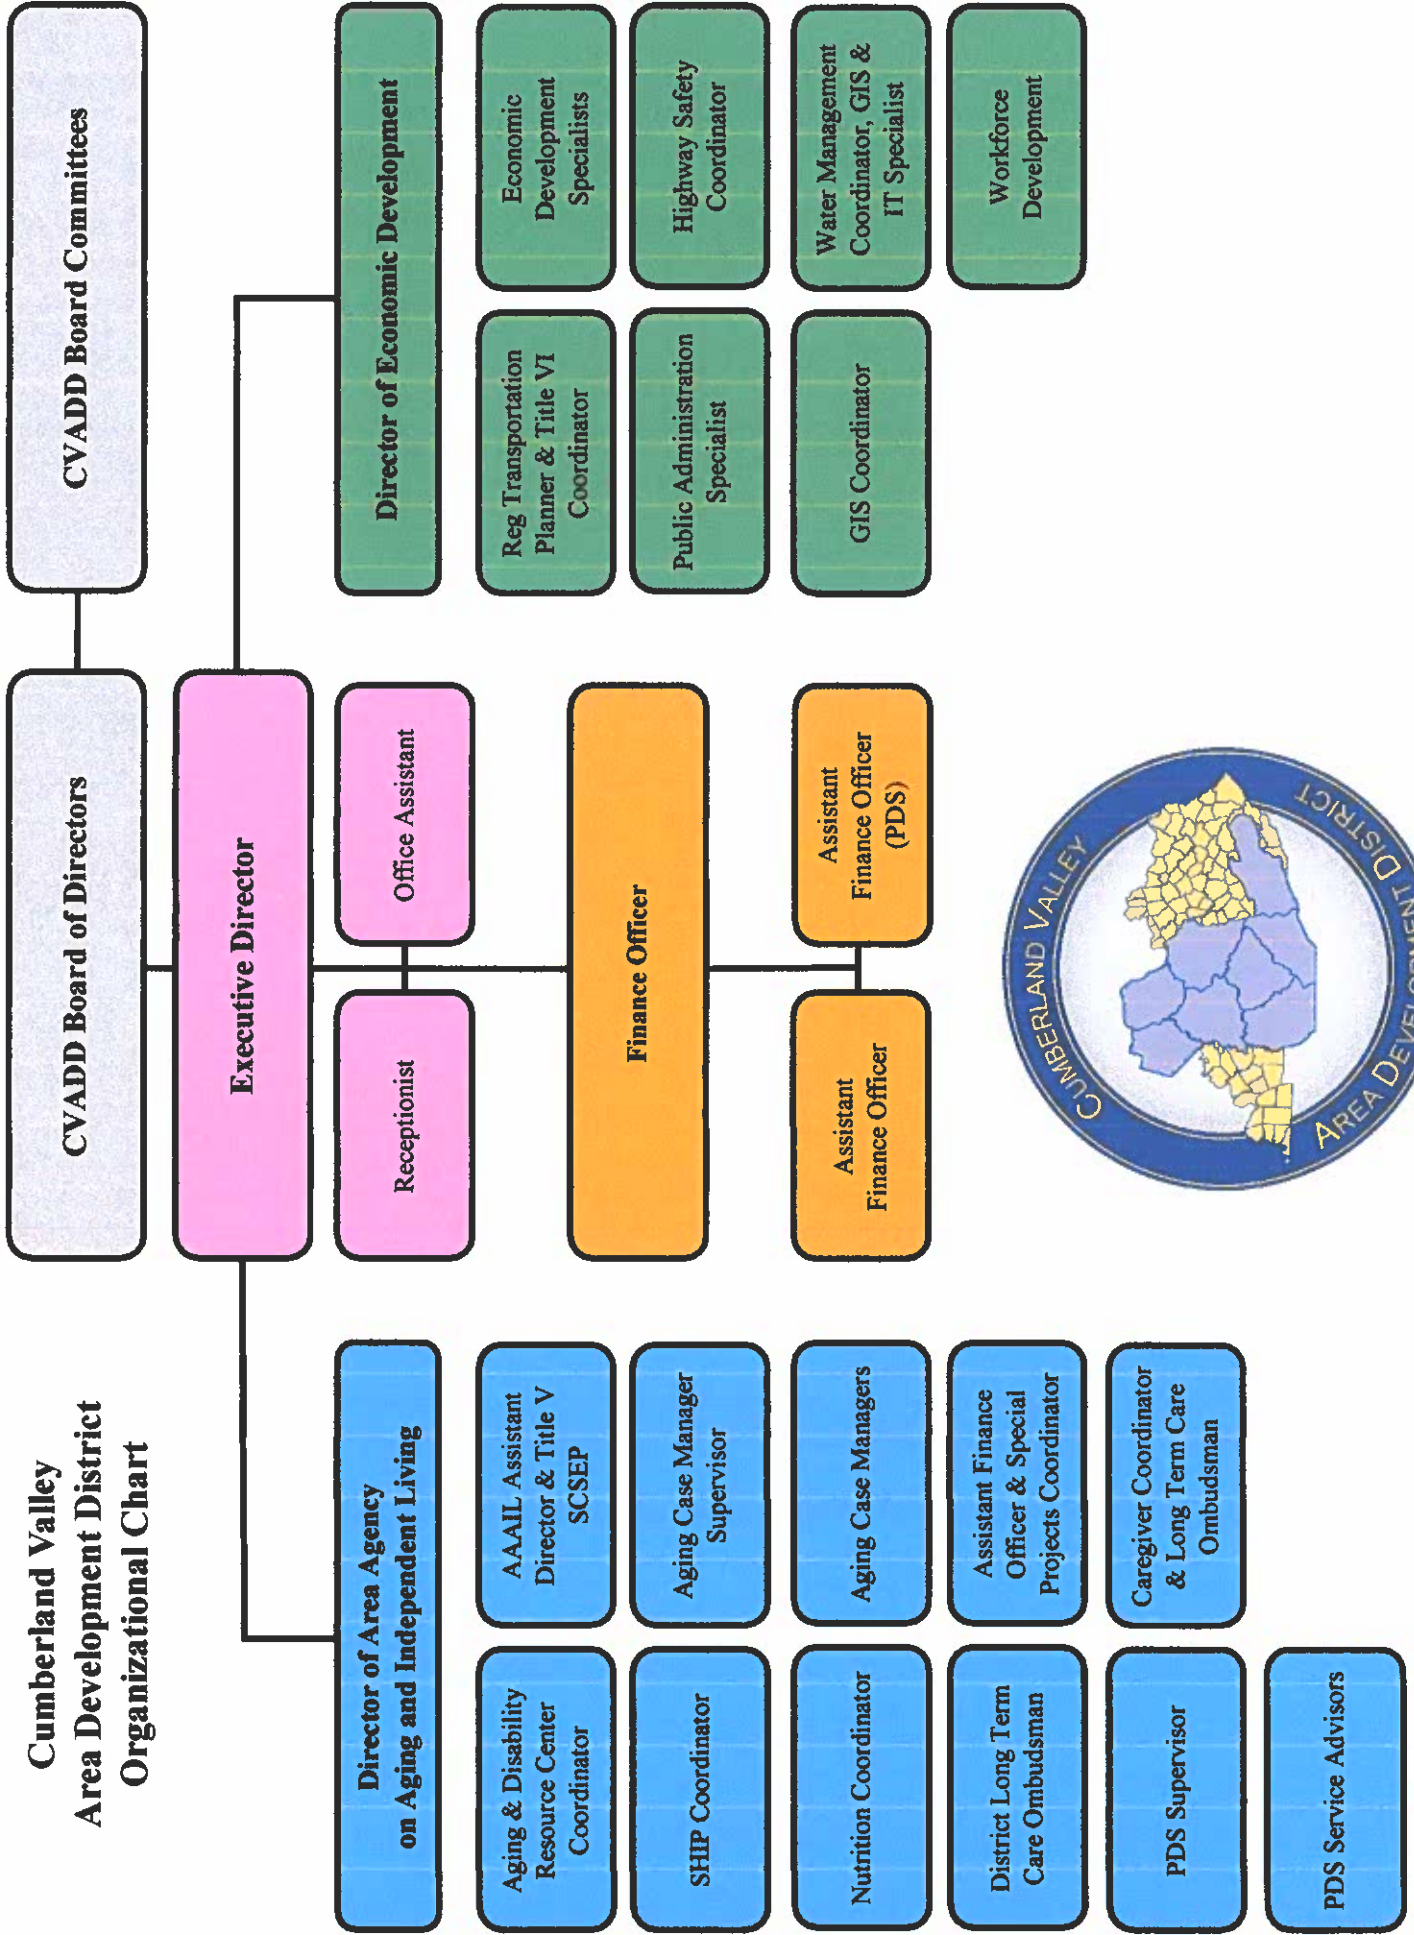 Cumberland Valley
Area Development District
Organizational Chart
CVADD Board of Directors
CVADD Board Committees
Executive Director
Director of Area Agency
on Aging and Independent Living
Receptionist
Office Assistant
Director of Economic Development
Aging & Disability
Resource Center
Coordinator
AAAIL Assistant
Director & Title V
SCSEP
Reg Transportation
Planner & Title VI
Coordinator
Economic
Development
Specialists
SHIP Coordinator
Aging Case Manager
Supervisor
Finance Officer
Public Administration
Specialist
Highway Safety
Coordinator
Nutrition Coordinator
Aging Case Managers
Assistant
Finance Officer
Assistant
Finance Officer
(PDS)
GIS Coordinator
Water Management
Coordinator, GIS &
IT Specialist
District Long Term
Care Ombudsman
Assistant Finance
Officer & Special
Projects Coordinator
Workforce
Development
PDS Supervisor
Caregiver Coordinator
& Long Term Care
Ombudsman
PDS Service Advisors
CUMBERLAND VALLEY
AREA DEVELOPMENT DISTRICT